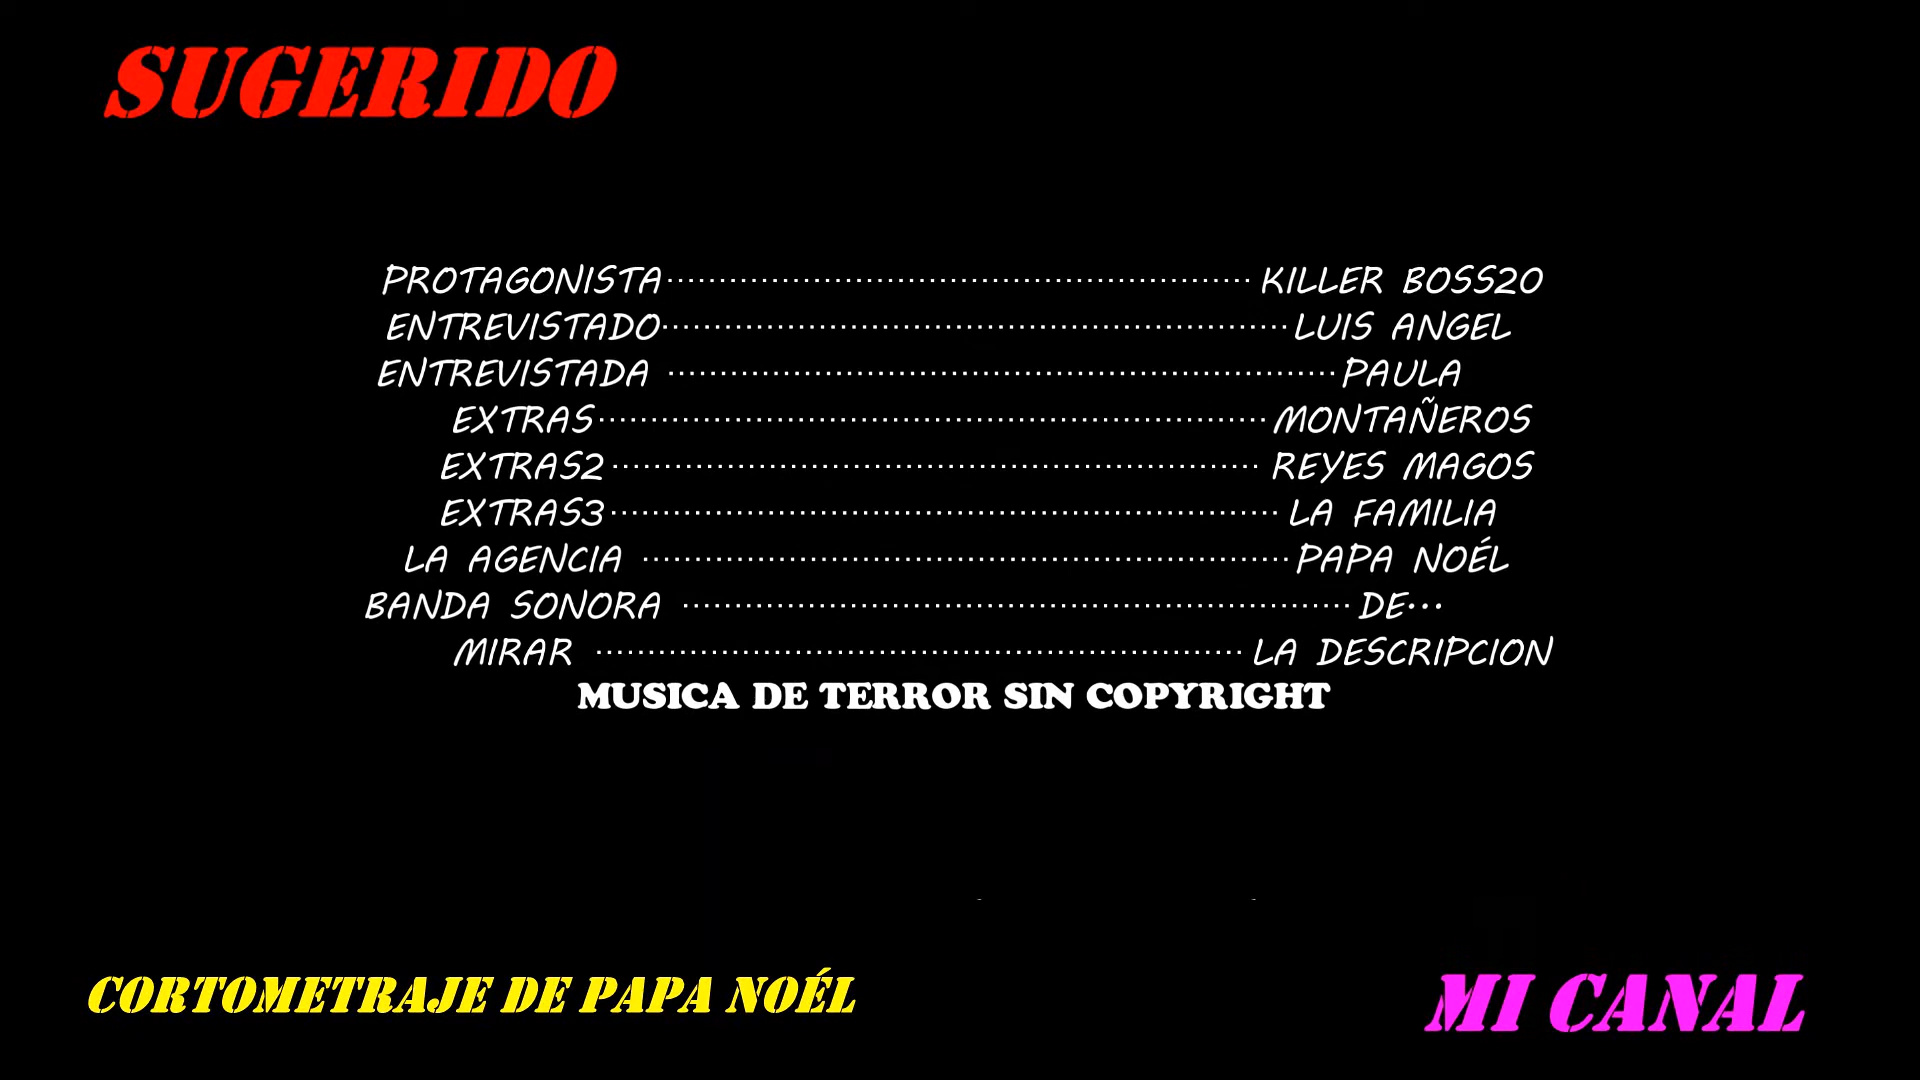 SUGERIDO
PROTAGONISTA·······················································KILLER BOSS20
ENTREVISTADO···························································LUIS ANGEL
ENTREVISTADA ·······························································PAULA
EXTRAS·······························································MONTAÑEROS
EXTRAS2 ····························································· REYES MAGOS
EXTRAS3······························································· LA FAMILIA
LA AGENCIA ·····························································PAPA NOÉL
BANDA SONORA ·······························································DE···
MIRAR ····························································· LA DESCRIPCION
MUSICA DE TERROR SIN COPYRIGHT
CORTOMETRAJE DE PAPA NOÉL
MI CANAL